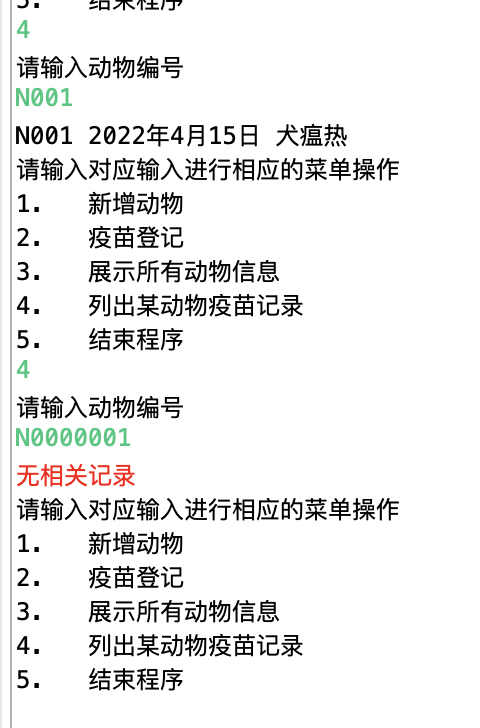 5.   结束程序
4
请输入动物编号
N001
N001 2022年4月15日 犬瘟热
请输入对应输入进行相应的菜单操作
1.   新增动物
2.   疫苗登记
3.   展示所有动物信息
4.   列出某动物疫苗记录
5.   结束程序
4
请输入动物编号
N0000001
无相关记录
请输入对应输入进行相应的菜单操作
1.   新增动物
2.   疫苗登记
3.   展示所有动物信息
4.   列出某动物疫苗记录
5.   结束程序